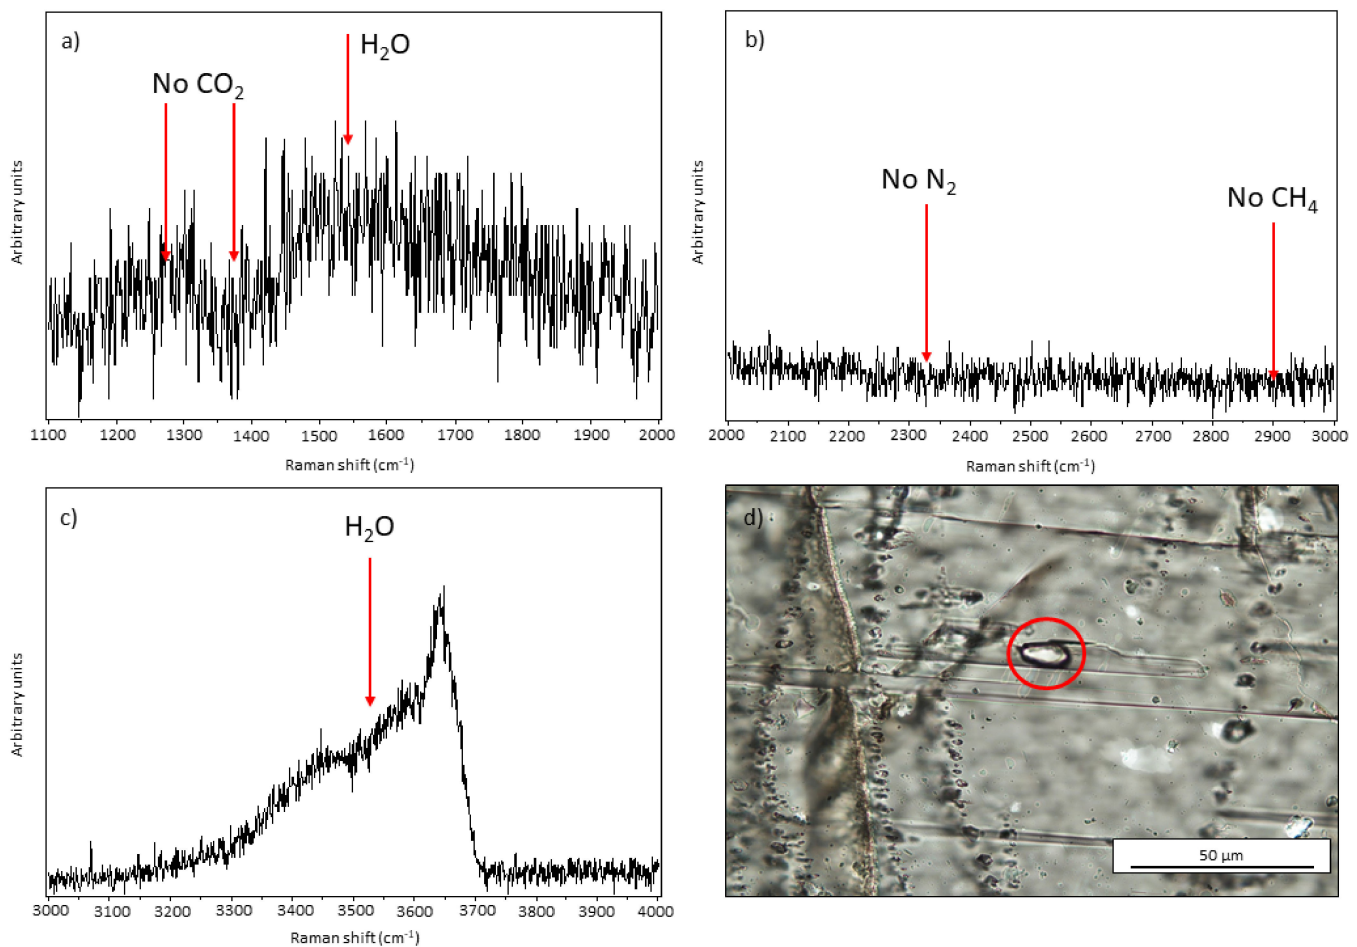 a)
No CO2
H2O
Arbitrary units
1100 1200 1300 1400 1500 1600 1700 1800 1900 2000
Raman shift (cm-1)
b)
No N2
No CH4
Arbitrary units
2000 2100 2200 2300 2400 2500 2600 2700 2800 2900 3000
Raman shift (cm-1)
c)
H2O
Arbitrary units
3000 3100 3200 3300 3400 3500 3600 3700 3800 3900 4000
Raman shift (cm-1)
d)
50 µm